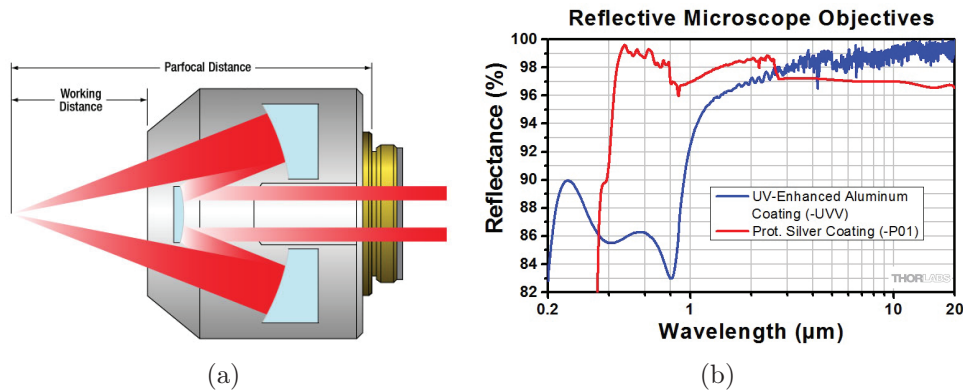 Parfocal Distance
Working
Distance
(a)
Reflective Microscope Objectives
Reflectance (%)
100
98
96
94
92
90
88
86
84
82
UV-Enhanced Aluminum
Coating (-UVV)
Prot. Silver Coating (-P01)
THORLABS
0.2
1
10
20
Wavelength (µm)
(b)